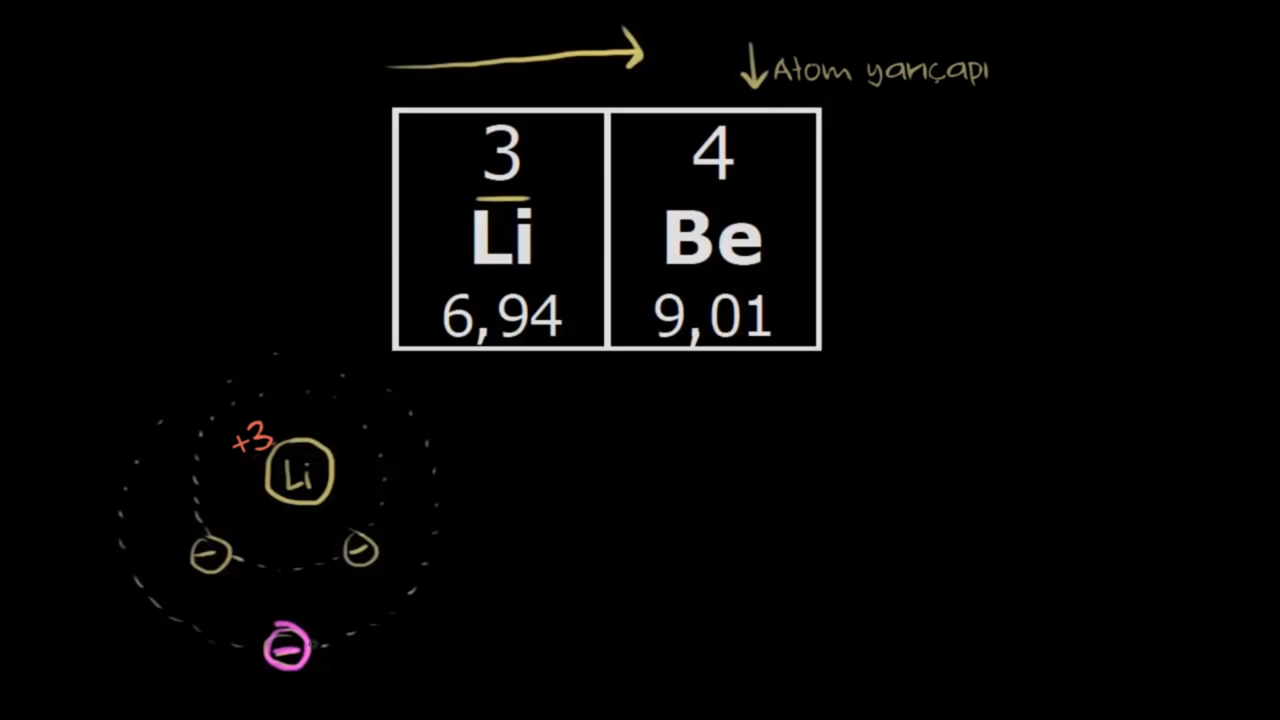 ↓ Atom yarıçapı
3 4
Li Be
6,94 9,01
+3
Li
- -
-